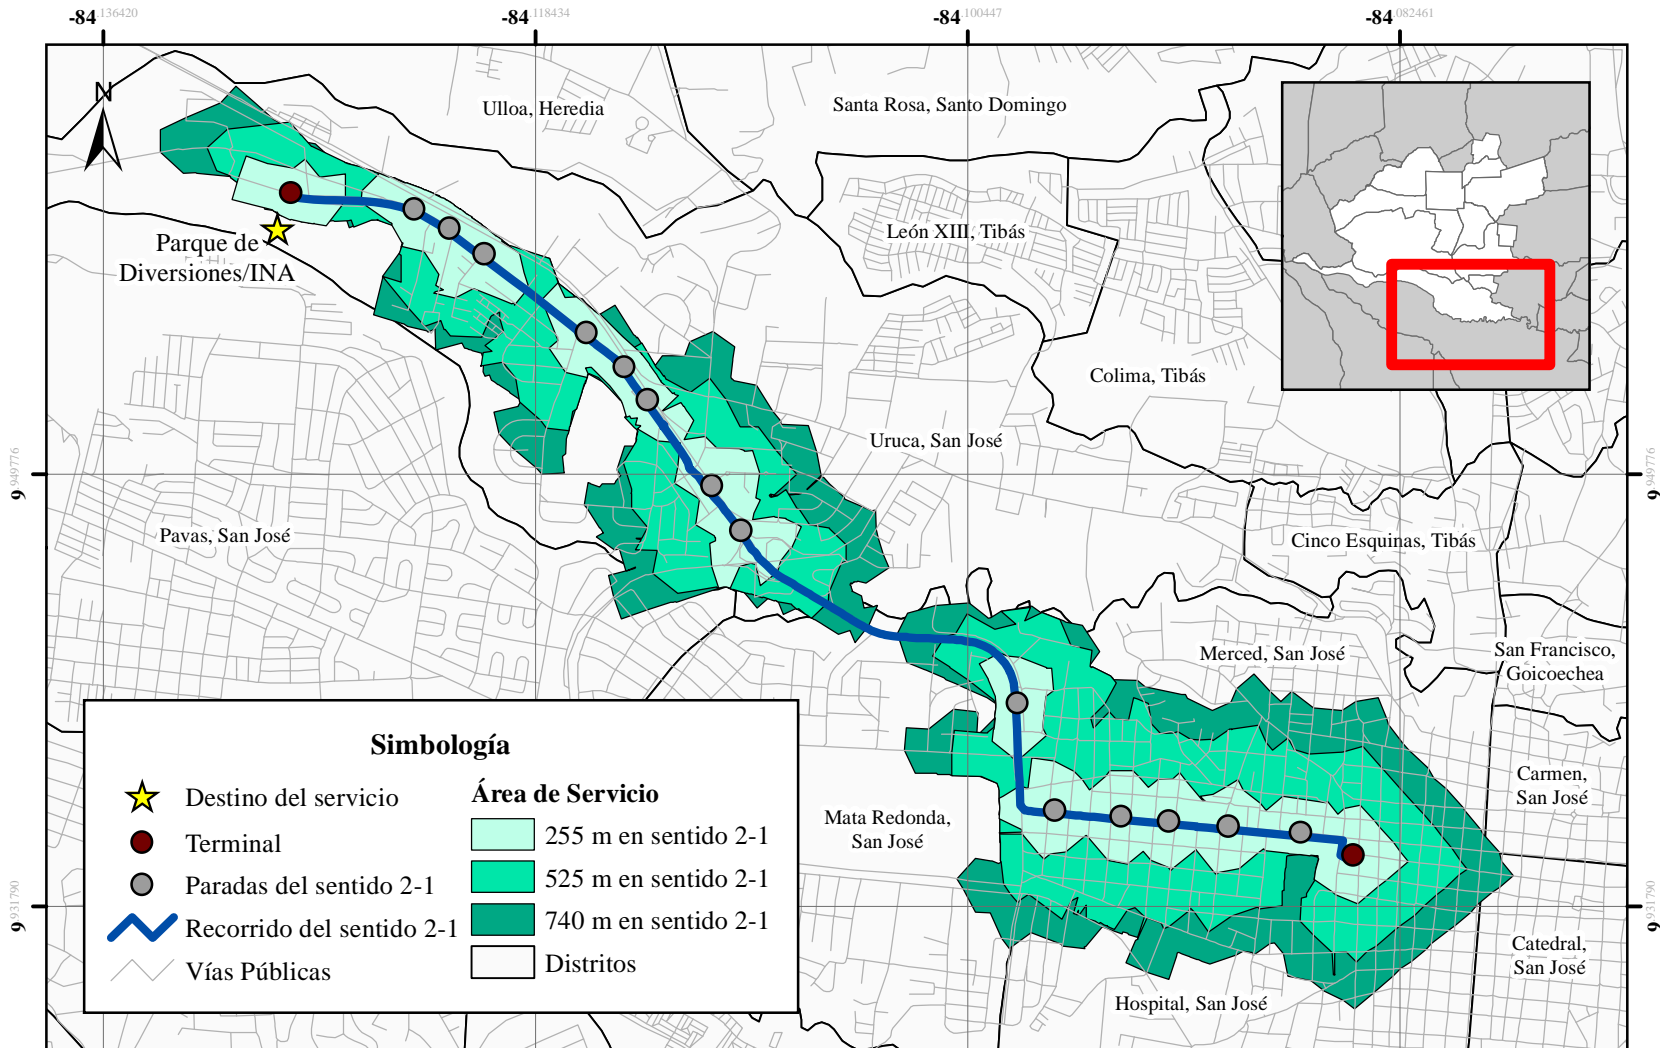 -84.136420
-84.118434
-84.100447
-84.082461
N
Ulloa, Heredia
Santa Rosa, Santo Domingo
León XIII, Tibás
Parque de
Diversiones/INA
Colima, Tibás
Uruca, San José
9.949776
9.949776
Pavas, San José
Cinco Esquinas, Tibás
Merced, San José
San Francisco,
Goicoechea
Simbología
Destino del servicio
Terminal
Paradas del sentido 2-1
Recorrido del sentido 2-1
Vías Públicas
Área de Servicio
255 m en sentido 2-1
525 m en sentido 2-1
740 m en sentido 2-1
Distritos
Mata Redonda,
San José
Carmen,
San José
9.931790
9.931790
Catedral,
San José
Hospital, San José